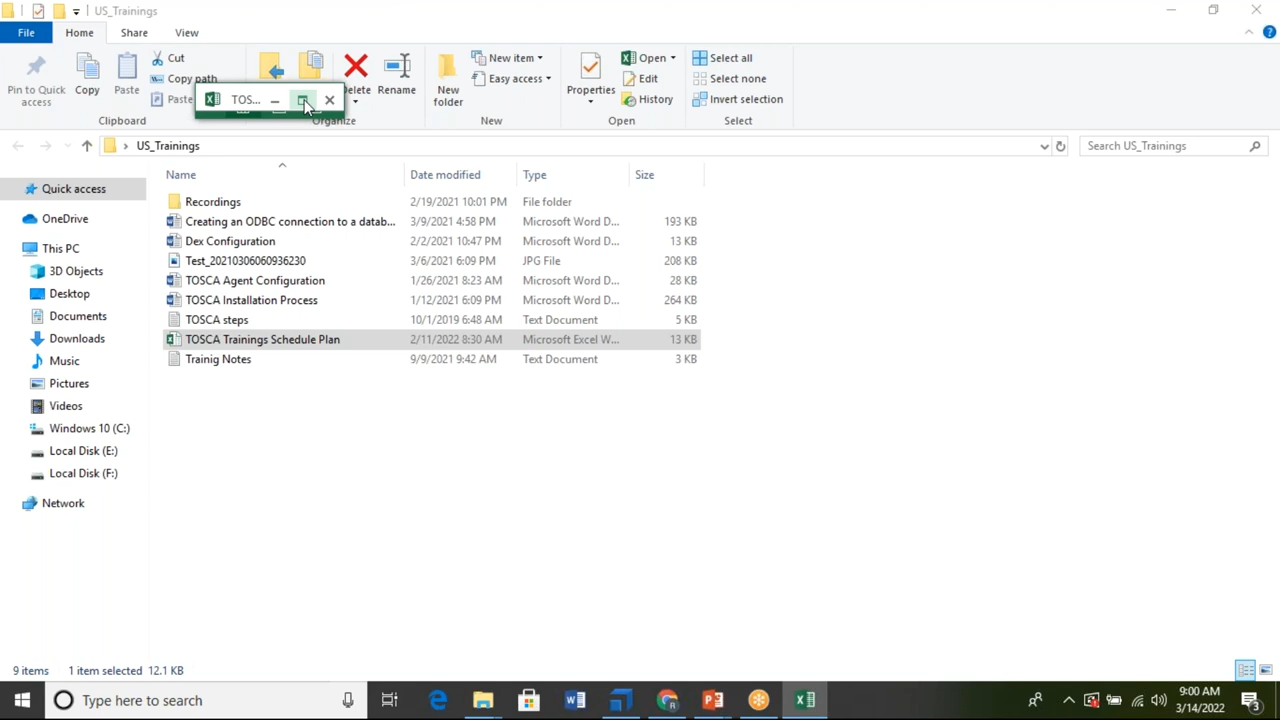 US_Trainings
File Home Share View
Pin to Quick access
Copy
Paste
Cut
Copy path
Paste
Clipboard
TOS...
elete
Rename
Organize
New folder
New item
Easy access
New
Properties
Open
Edit
History
Open
Select all
Select none
Invert selection
Select
US_Trainings
Search US_Trainings
Name Date modified Type Size
Quick access
OneDrive
This PC
3D Objects
Desktop
Documents
Downloads
Music
Pictures
Videos
Windows 10 (C:)
Local Disk (E:)
Local Disk (F:)
Network
Recordings 2/19/2021 10:01 PM File folder
Creating an ODBC connection to a datab... 3/9/2021 4:58 PM Microsoft Word D... 193 KB
Dex Configuration 2/2/2021 10:47 PM Microsoft Word D... 13 KB
Test_20210306060936230 3/6/2021 6:09 PM JPG File 208 KB
TOSCA Agent Configuration 1/26/2021 8:23 AM Microsoft Word D... 28 KB
TOSCA Installation Process 1/12/2021 6:09 PM Microsoft Word D... 264 KB
TOSCA steps 10/1/2019 6:48 AM Text Document 5 KB
TOSCA Trainings Schedule Plan 2/11/2022 8:30 AM Microsoft Excel W... 13 KB
Trainig Notes 9/9/2021 9:42 AM Text Document 3 KB
9 items 1 item selected 12.1 KB
Type here to search
9:00 AM
3/14/2022
3